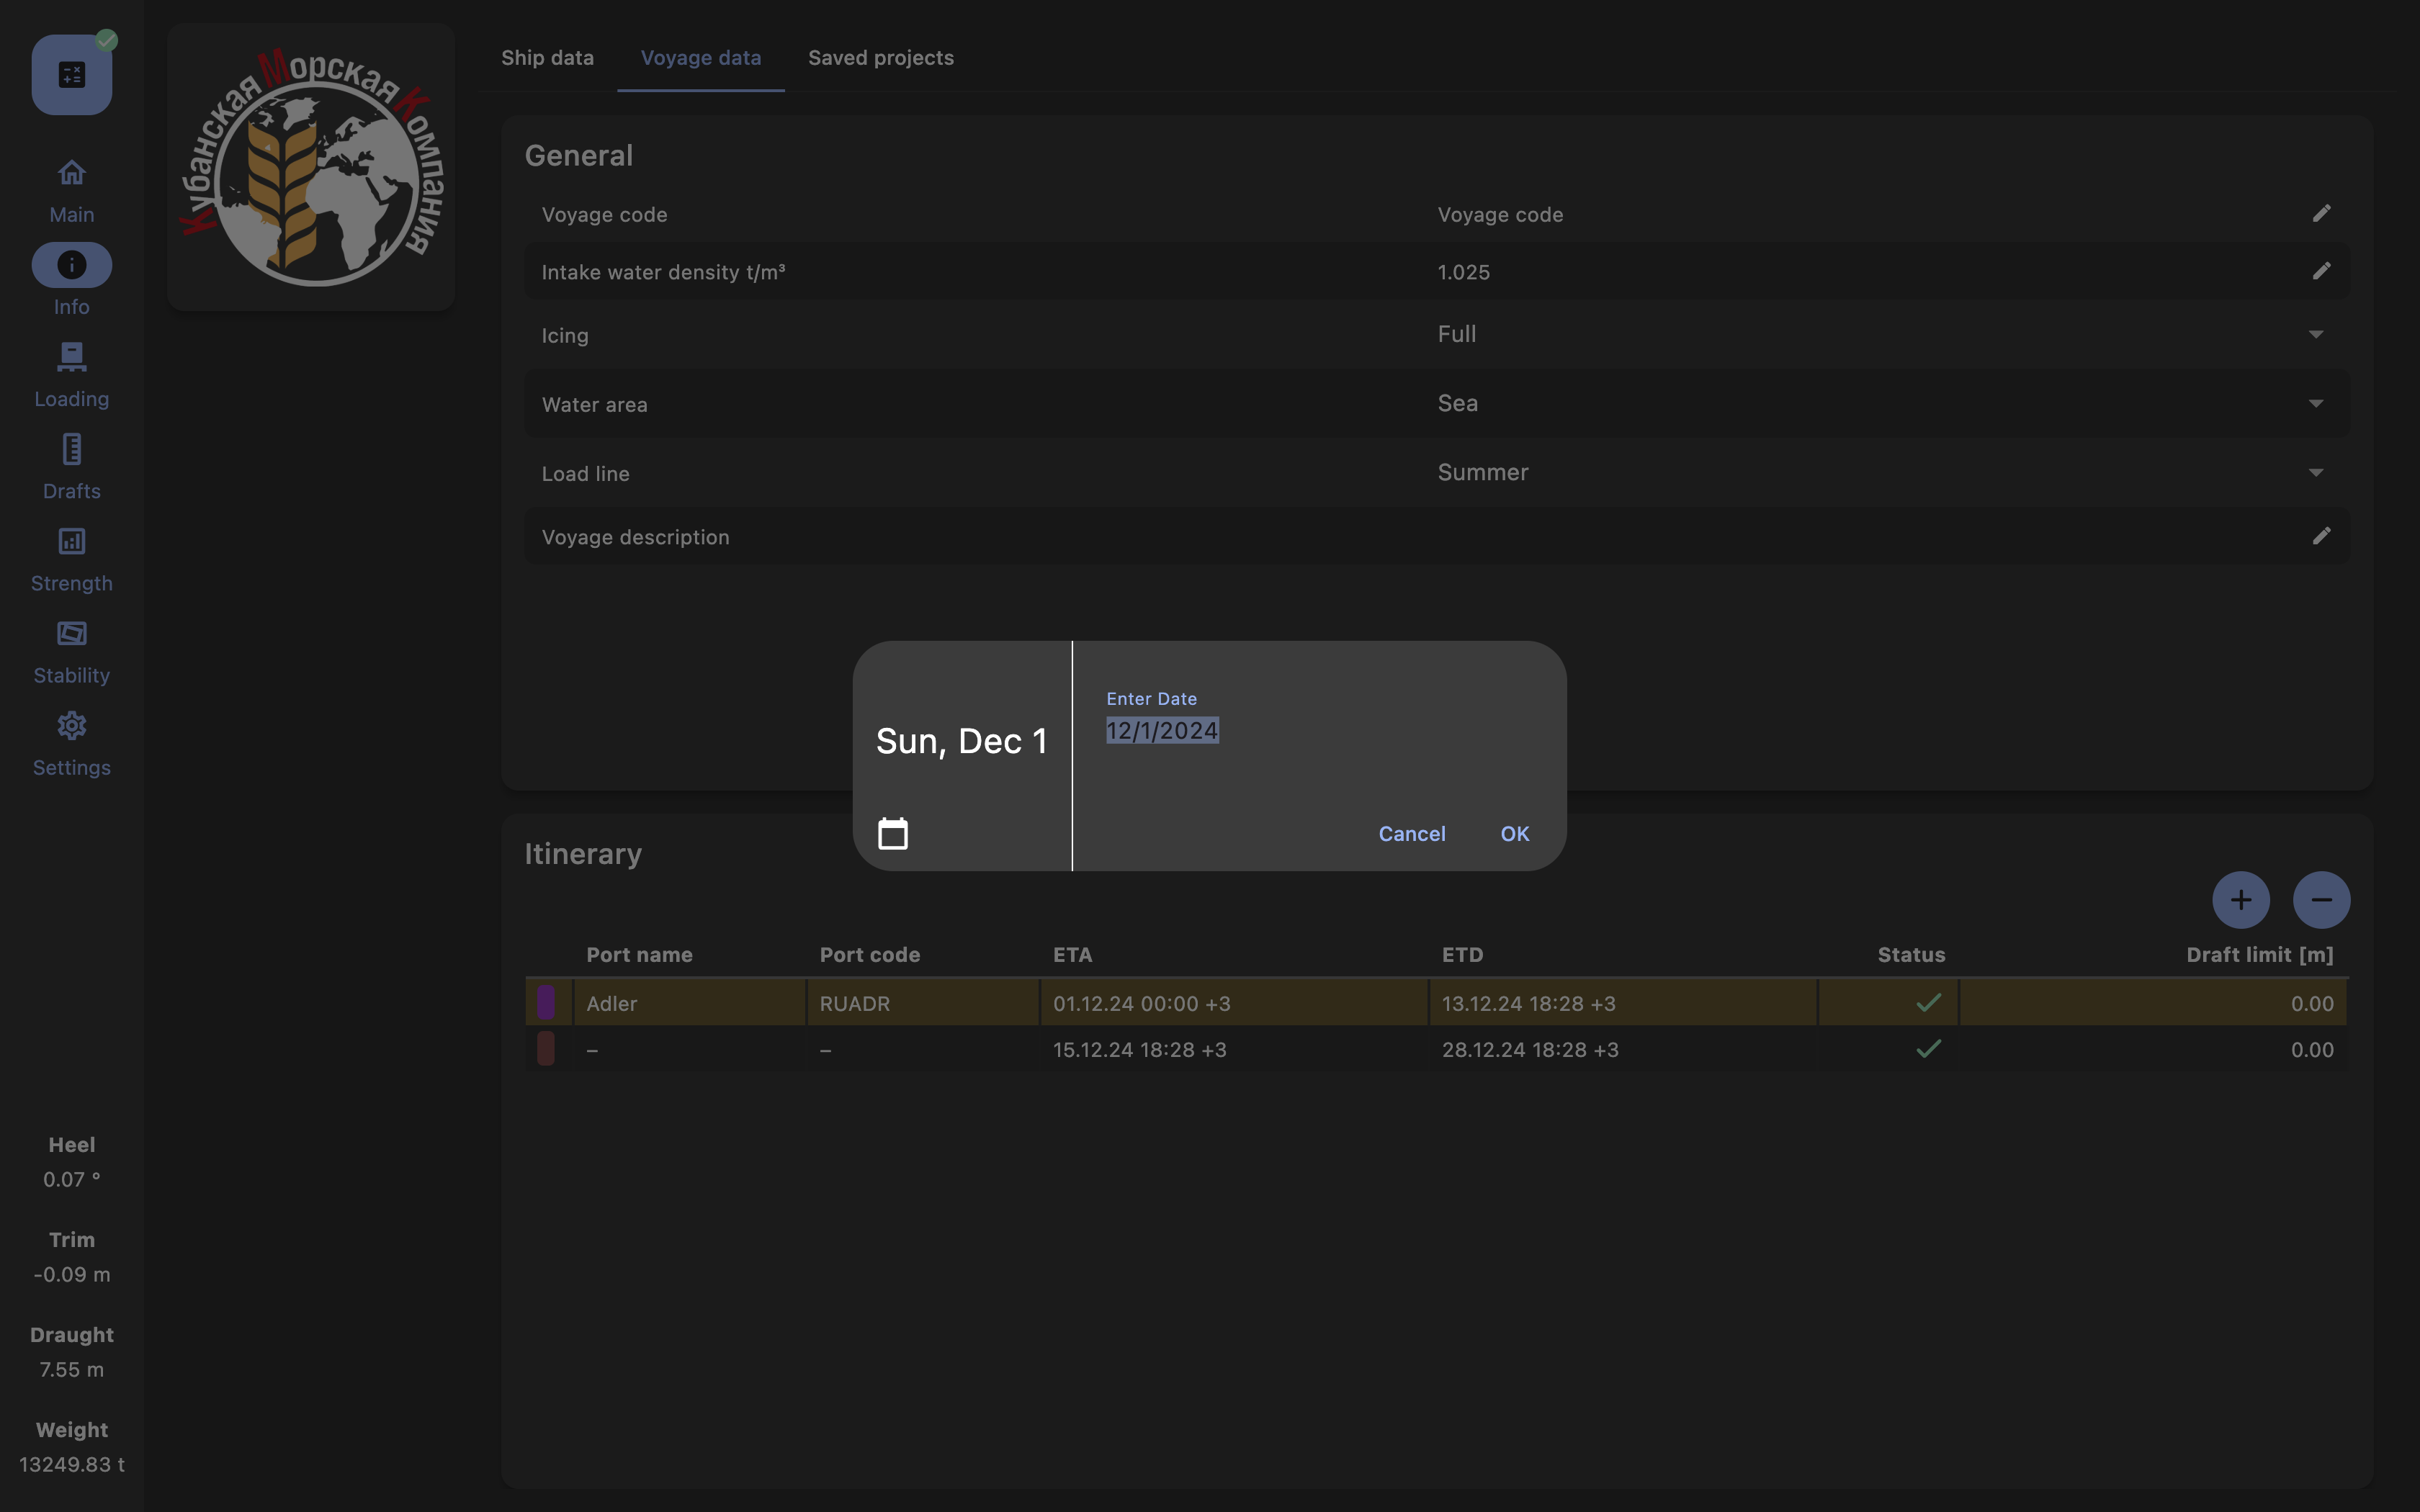 Кубанская Морская Компания
Ship data
Voyage data
Saved projects
Main
Info
Loading
Drafts
Strength
Stability
Settings
General
Voyage code Voyage code
Intake water density t/m³ 1.025
Icing Full
Water area Sea
Load line Summer
Voyage description
Sun, Dec 1
Enter Date
12/1/2024
Cancel OK
Itinerary
Port name Port code ETA ETD Status Draft limit [m]
Adler RUADR 01.12.24 00:00 +3 13.12.24 18:28 +3 0.00
– – 15.12.24 18:28 +3 28.12.24 18:28 +3 0.00
Heel
0.07 °
Trim
-0.09 m
Draught
7.55 m
Weight
13249.83 t